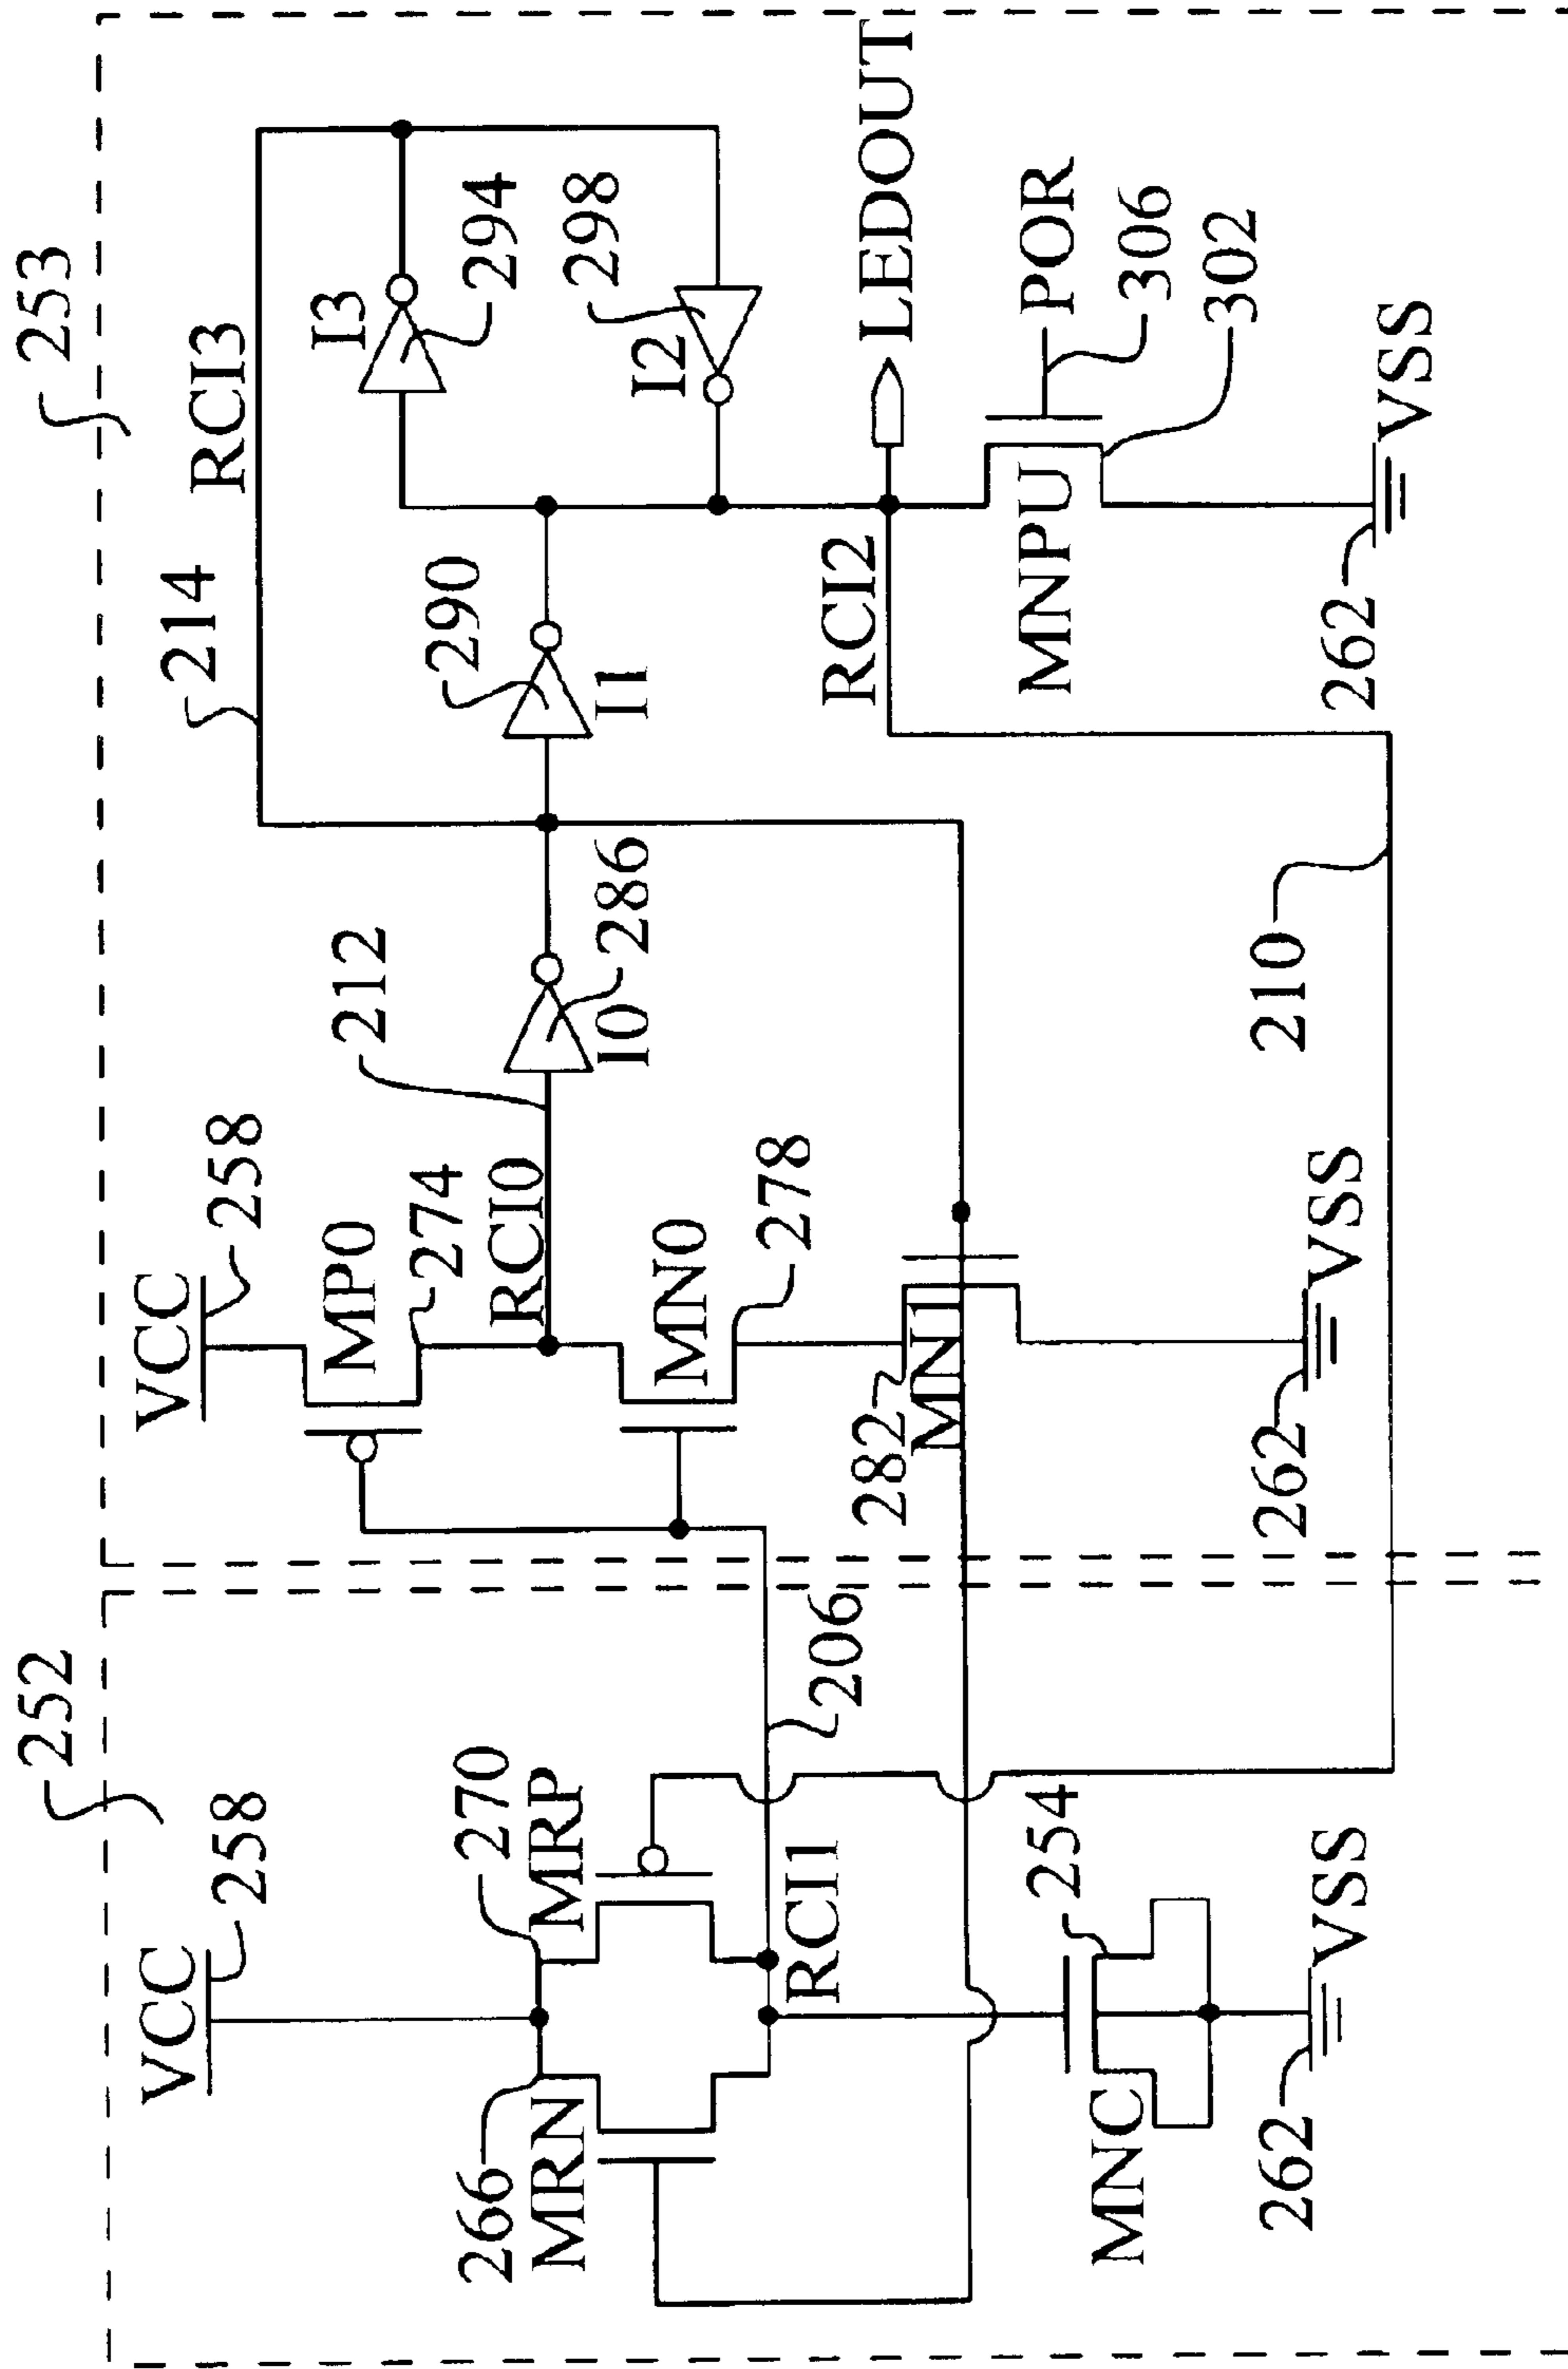 252
253
VCC
258
VCC
258
214
RCI3
266
270
MRN
MRP
MP0
274
212
I3
294
RCI0
290
298
MN0
278
I0
286
I1
I2
206
RCI1
282
MN1
RCI2
LEDOUT
MNC
254
MNPU
POR
306
302
262
VSS
262
VSS
210
262
VSS